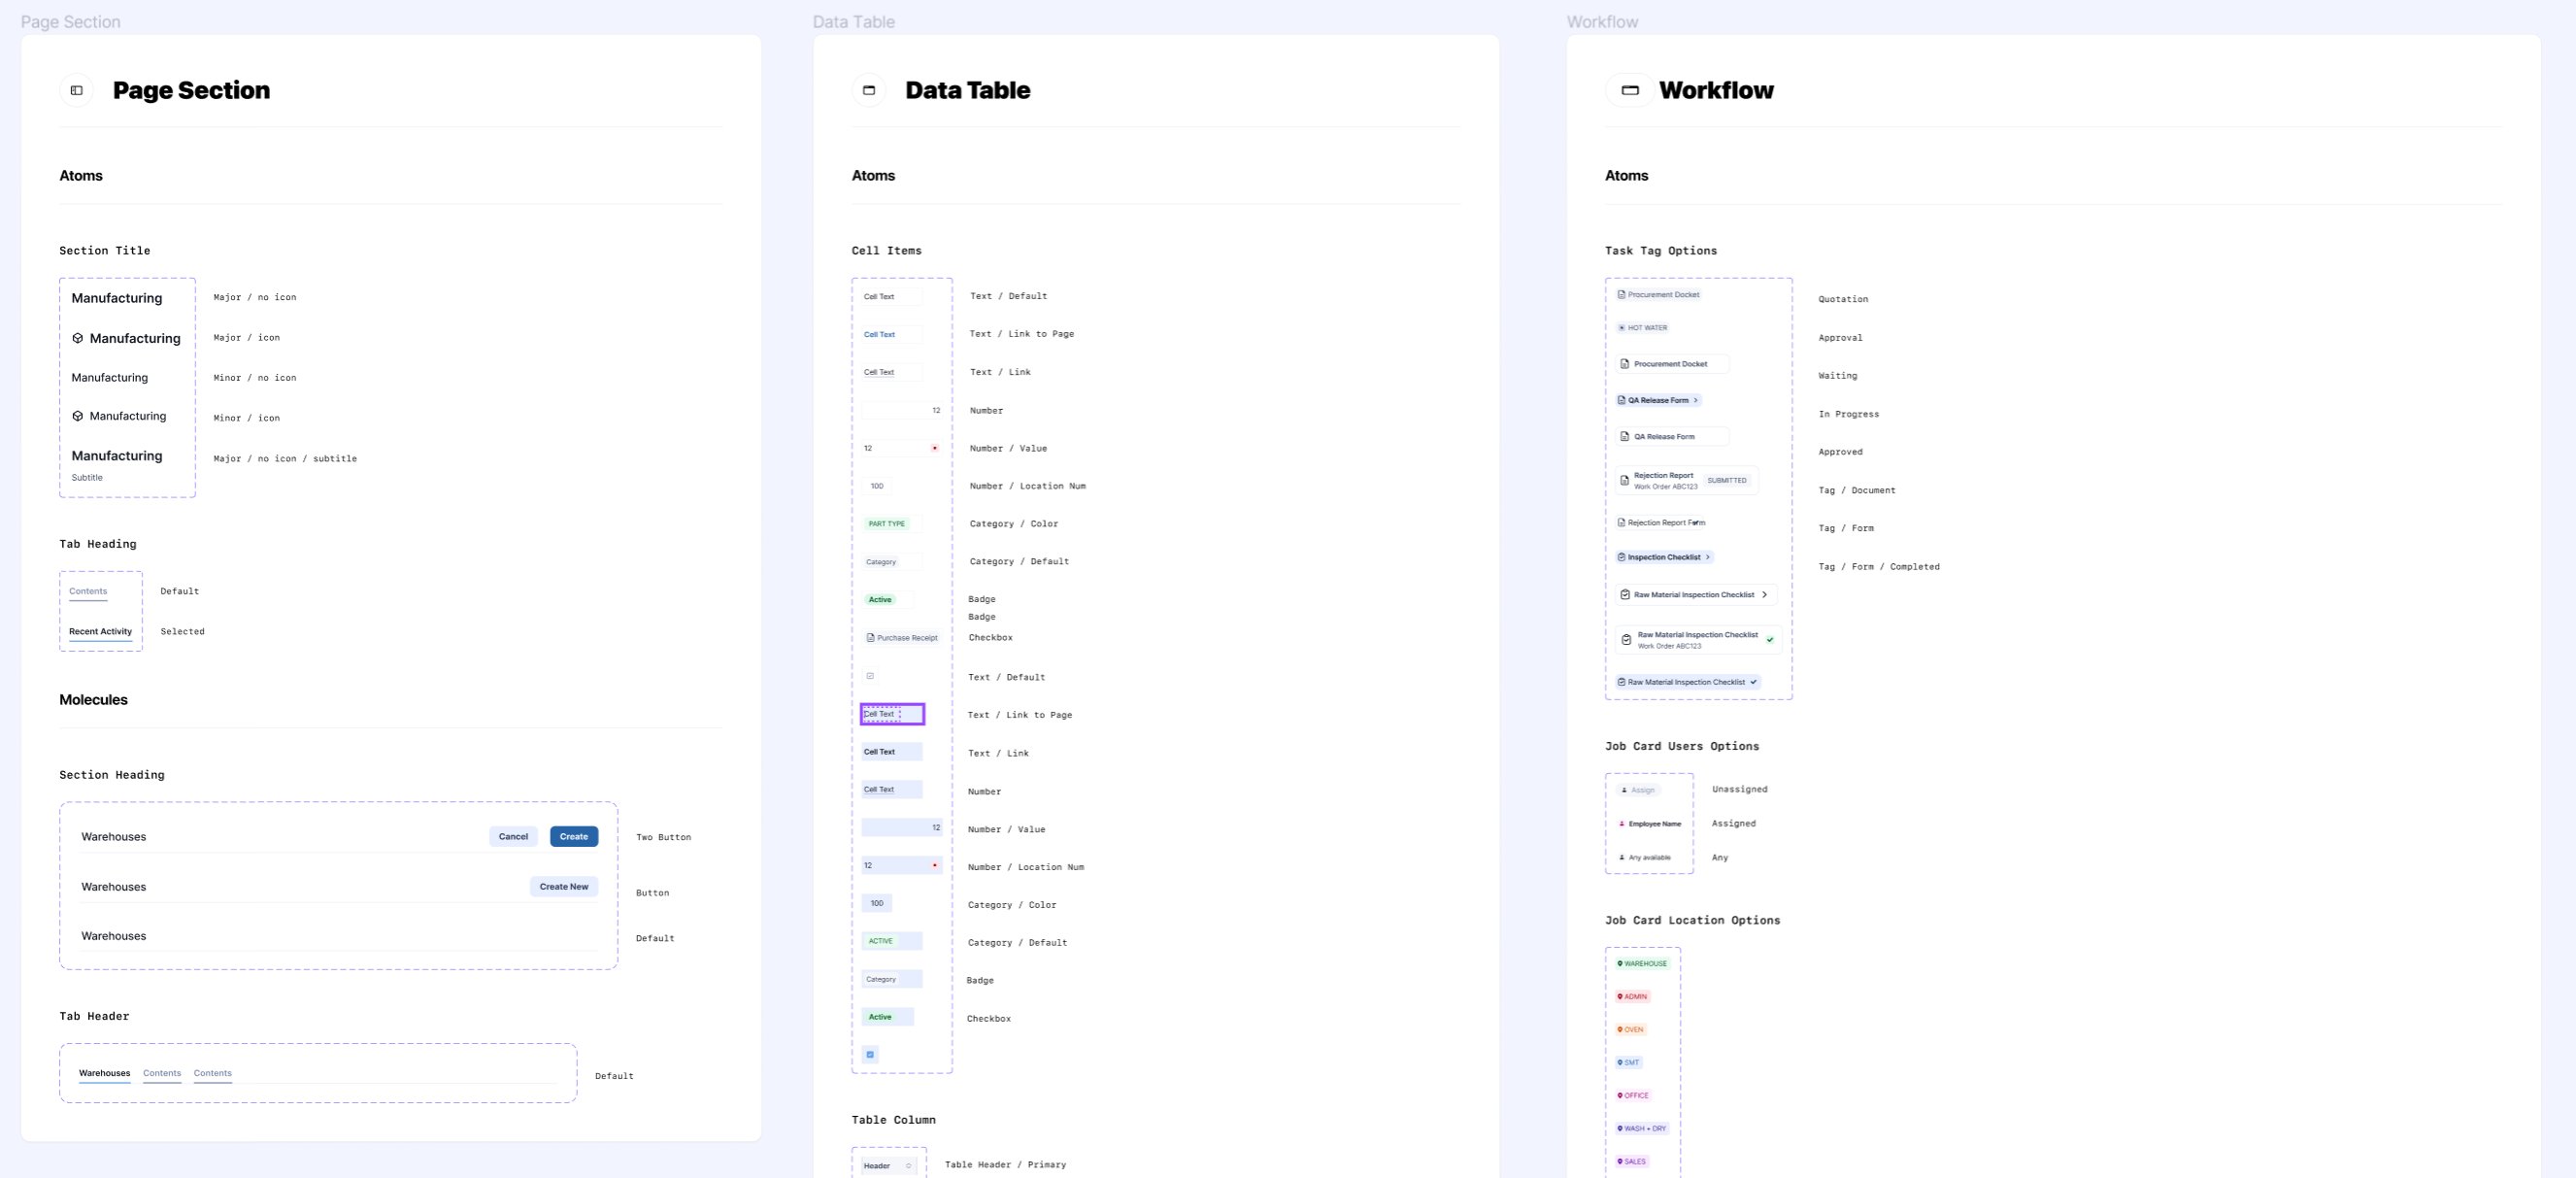 Page Section
Page Section
Atoms
Section Title
Manufacturing
Major / no icon
Manufacturing
Major / icon
Manufacturing
Minor / no icon
Manufacturing
Minor / icon
Manufacturing
Subtitle
Major / no icon / subtitle
Tab Heading
Contents
Default
Recent Activity
Selected
Molecules
Section Heading
Warehouses Cancel Create
Two Button
Warehouses Create New
Button
Warehouses
Default
Tab Header
Warehouses Contents Contents
Default
Data Table
Data Table
Atoms
Cell Items
Cell Text
Text / Default
Cell Text
Text / Link to Page
Cell Text
Text / Link
12
Number
12
Number / Value
100
Number / Location Num
PART TYPE
Category / Color
Category
Category / Default
Active
Badge
Badge
Purchase Receipt
Checkbox
Text / Default
Cell Text
Text / Link to Page
Cell Text
Text / Link
Cell Text
Number
12
Number / Value
12
Number / Location Num
100
Category / Color
ACTIVE
Category / Default
Category
Badge
Active
Checkbox
Table Column
Header
Table Header / Primary
Workflow
Workflow
Atoms
Task Tag Options
Procurement Docket
HOT WATER
Procurement Docket
QA Release Form
QA Release Form
Rejection Report
Work Order ABC123
SUBMITTED
Rejection Report Form
Inspection Checklist
Raw Material Inspection Checklist
Raw Material Inspection Checklist
Work Order ABC123
Raw Material Inspection Checklist
Quotation
Approval
Waiting
In Progress
Approved
Tag / Document
Tag / Form
Tag / Form / Completed
Job Card Users Options
Assign
Unassigned
Employee Name
Assigned
Any available
Any
Job Card Location Options
WAREHOUSE
ADMIN
OVEN
SMT
OFFICE
WASH + DRY
SALES